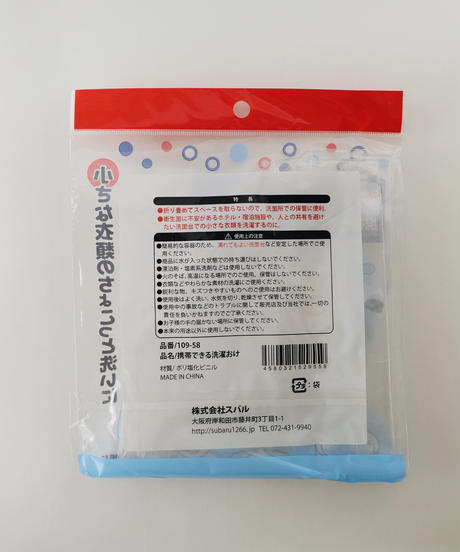 小さな衣類のちょこっと洗いに
特長
●折り畳めてスペースを取らないので、洗面所での保管に便利。
●衛生面に不安があるホテル・宿泊施設や、人との共有を避け
たい洗面台での小さな衣類を洗濯するのに。
使用上の注意
●簡易的な容器のため、濡れてもよい洗面台など安定した場所でご使
用ください。
●商品に水が入った状態での持ち運びはしないでください。
●漂泊剤・塩素系洗剤などは使用しないでください。
●火のそば、高温になる場所でのご使用、保管はしないでください。
●衣類などやわらかな素材の洗濯にご使用ください。
●鋭利な物、キズつきやすいものへのご使用はお避けください。
●使用後はよく洗い、水気を切り、乾燥させて保管してください。
●使用中の事故などのトラブルに関して販売店及び当社では、一切の
責任を負いかねますのでご了承ください。
●お子様の手の届かない場所に保管してください。
●本来の用途以外に使用しないでください。
品番/109-58
品名/携帯できる洗濯おけ
材質/ポリ塩化ビニル
MADE IN CHINA
4580321529559
プラ
:袋
株式会社スバル
大阪府岸和田市藤井町3丁目1-1
http://subaru1266.jp TEL 072-431-9940